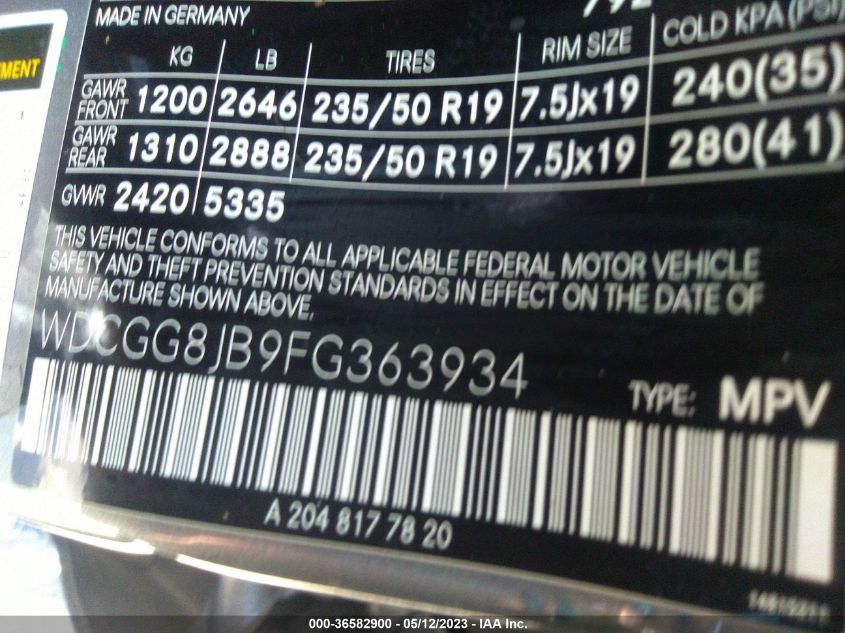 MADE IN GERMANY
KG LB TIRES RIM SIZE COLD KPA (PSI)
GAWR FRONT 1200 2646 235/50 R19 7.5Jx19 240(35)
GAWR REAR 1310 2888 235/50 R19 7.5Jx19 280(41)
GVWR 2420 5335
THIS VEHICLE CONFORMS TO ALL APPLICABLE FEDERAL MOTOR VEHICLE
SAFETY AND THEFT PREVENTION STANDARDS IN EFFECT ON THE DATE OF
MANUFACTURE SHOWN ABOVE.
WDCGG8JB9FG363934
TYPE: MPV
A 204 817 78 20
000-36582900 - 05/12/2023 - IAA Inc.